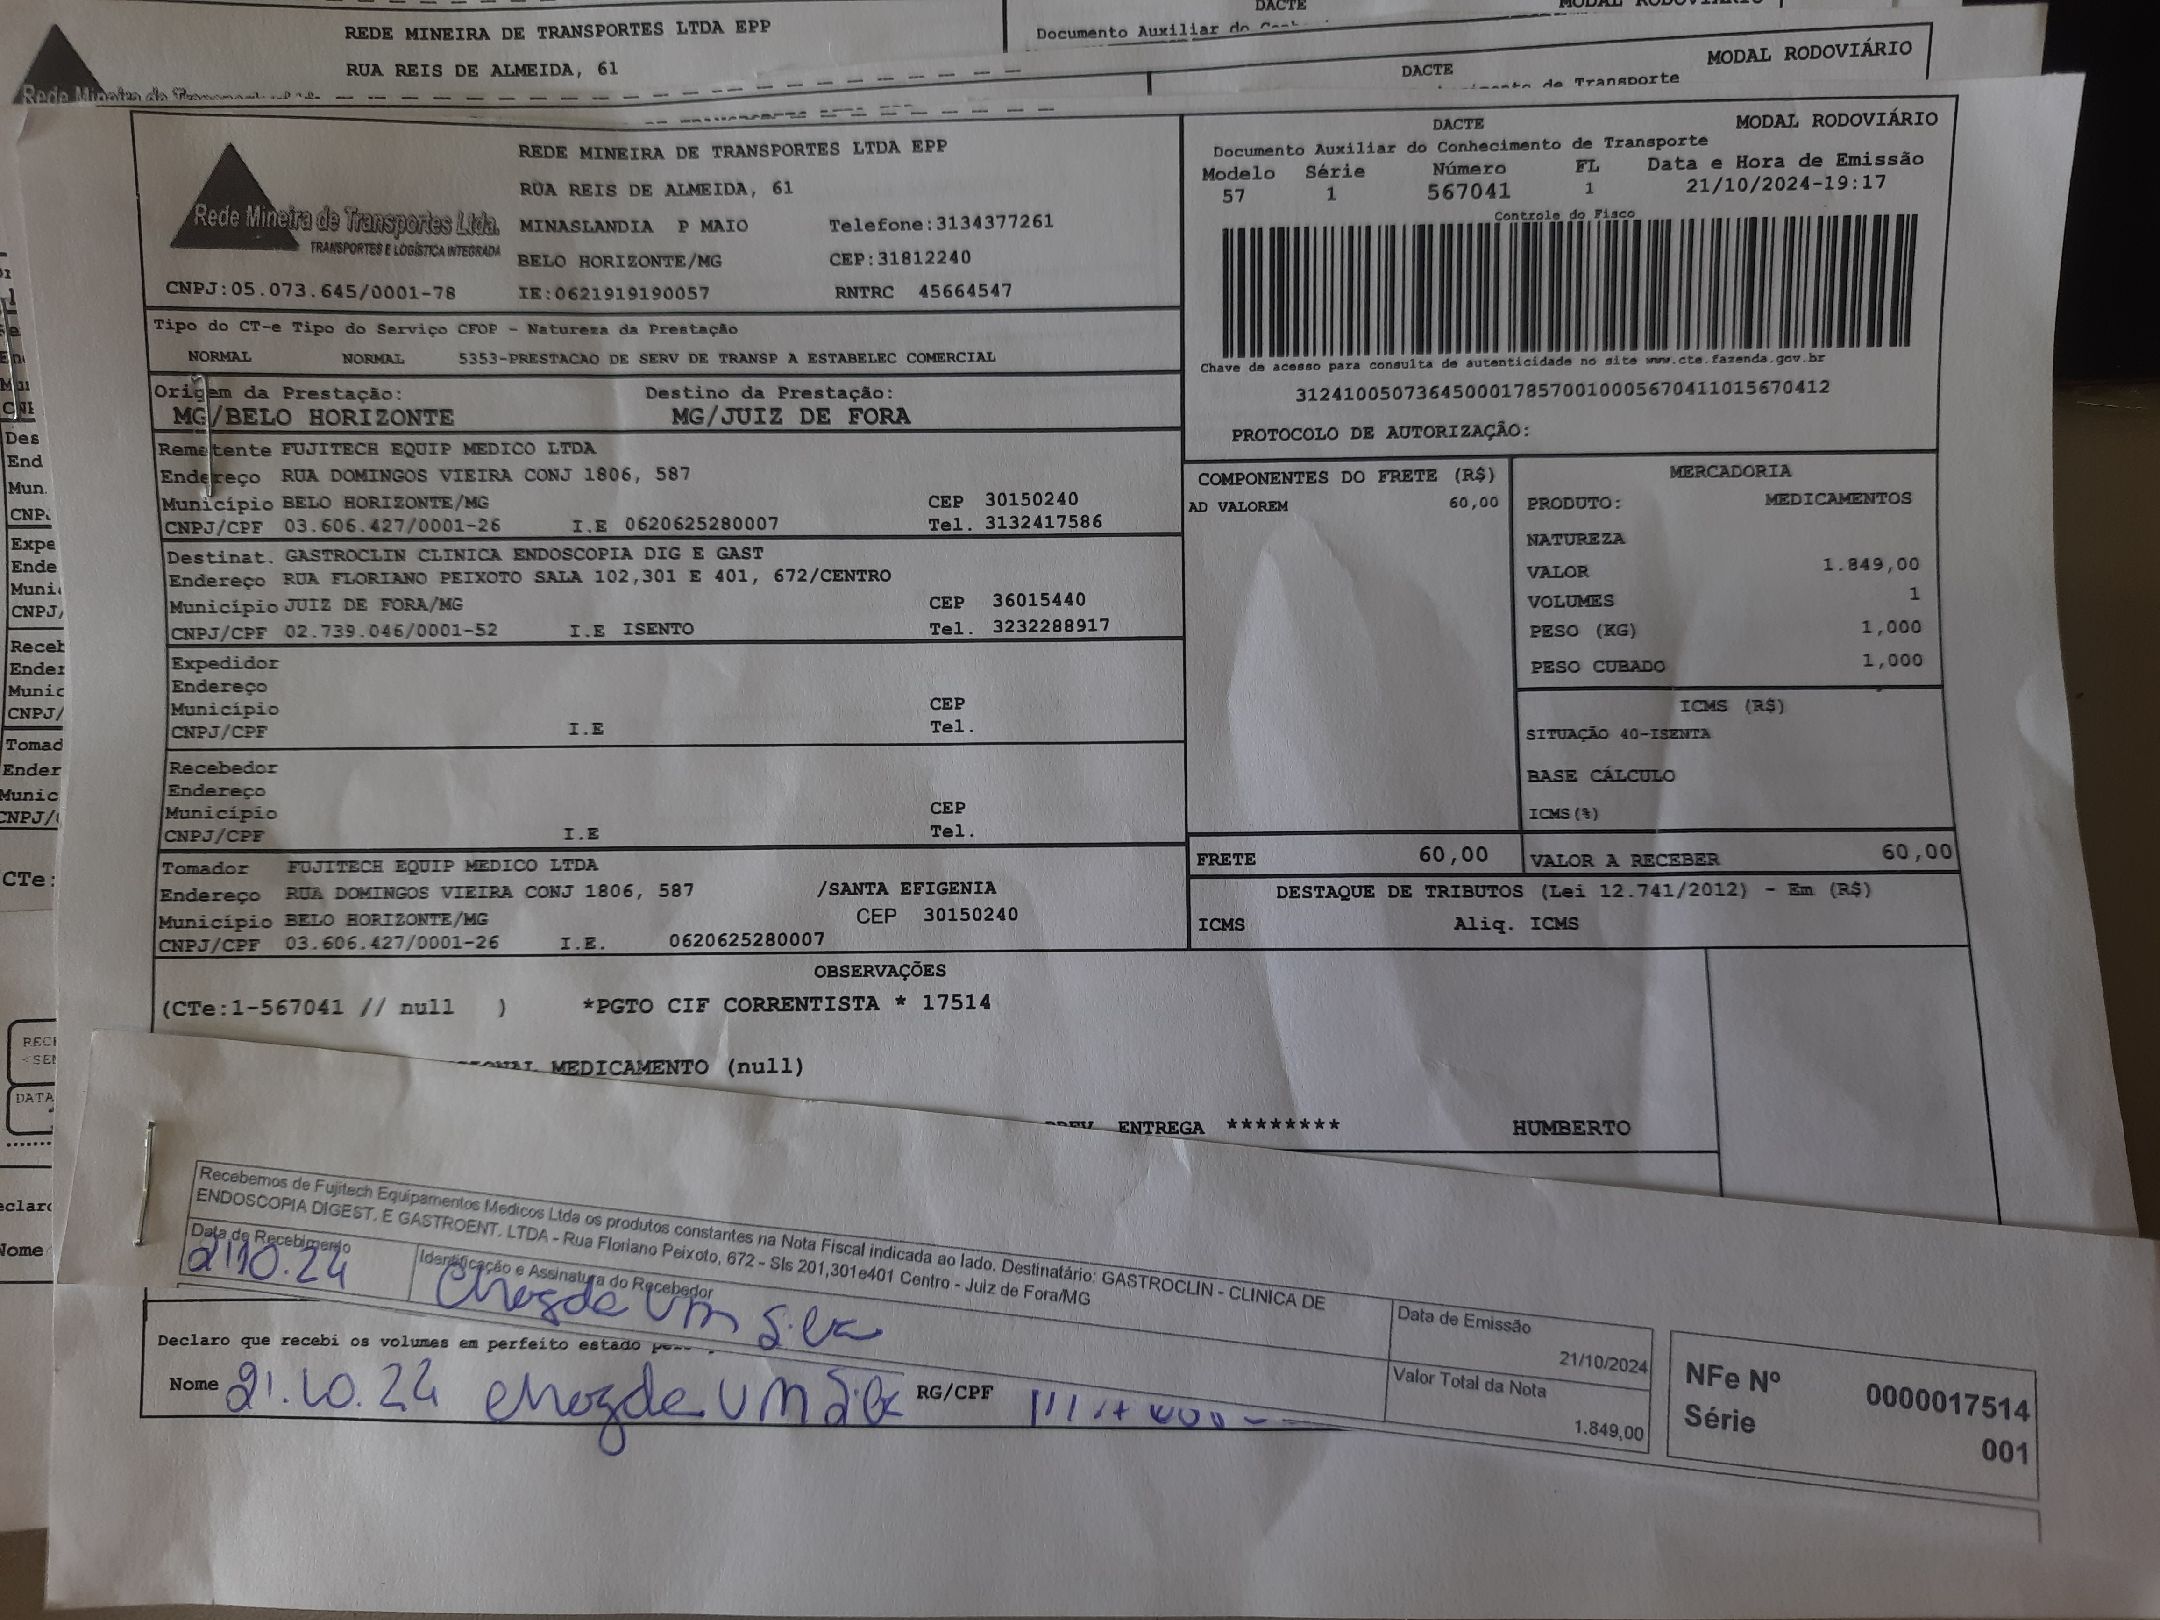 REDE MINEIRA DE TRANSPORTES LTDA EPP
RUA REIS DE ALMEIDA, 61
DACTE
Documento Auxiliar do
DACTE
MODAL RODOVIÁRIO
de Transporte
Rede Mineira de Transportes Ltda.
TRANSPORTES E LOGÍSTICA INTEGRADA
CNPJ:05.073.645/0001-78
REDE MINEIRA DE TRANSPORTES LTDA EPP
RUA REIS DE ALMEIDA, 61
MINASLANDIA P MAIO Telefone:3134377261
BELO HORIZONTE/MG CEP:31812240
IE:0621919190057 RNTRC 45664547
DACTE MODAL RODOVIÁRIO
Documento Auxiliar do Conhecimento de Transporte
Modelo Série Número FL Data e Hora de Emissão
57 1 567041 1 21/10/2024-19:17
Controle do Fisco
Chave de acesso para consulta de autenticidade no site www.cte.fazenda.gov.br
31241005073645000178570010005670411015670412
PROTOCOLO DE AUTORIZAÇÃO:
Tipo do CT-e Tipo do Serviço CFOP - Natureza da Prestação
NORMAL NORMAL 5353-PRESTACAO DE SERV DE TRANSP A ESTABELEC COMERCIAL
Origem da Prestação: Destino da Prestação:
MG/BELO HORIZONTE MG/JUIZ DE FORA
Remetente FUJITECH EQUIP MEDICO LTDA
Endereço RUA DOMINGOS VIEIRA CONJ 1806, 587
Município BELO HORIZONTE/MG CEP 30150240
CNPJ/CPF 03.606.427/0001-26 I.E 0620625280007 Tel. 3132417586
Destinat. GASTROCLIN CLINICA ENDOSCOPIA DIG E GAST
Endereço RUA FLORIANO PEIXOTO SALA 102,301 E 401, 672/CENTRO
Município JUIZ DE FORA/MG CEP 36015440
CNPJ/CPF 02.739.046/0001-52 I.E ISENTO Tel. 3232288917
Expedidor
Endereço
Município CEP
CNPJ/CPF I.E Tel.
Recebedor
Endereço
Município CEP
CNPJ/CPF I.E Tel.
Tomador FUJITECH EQUIP MEDICO LTDA
Endereço RUA DOMINGOS VIEIRA CONJ 1806, 587 /SANTA EFIGENIA
Município BELO HORIZONTE/MG CEP 30150240
CNPJ/CPF 03.606.427/0001-26 I.E. 0620625280007
COMPONENTES DO FRETE (R$)
AD VALOREM 60,00
MERCADORIA
PRODUTO: MEDICAMENTOS
NATUREZA
VALOR 1.849,00
VOLUMES 1
PESO (KG) 1,000
PESO CUBADO 1,000
ICMS (R$)
SITUAÇÃO 40-ISENTA
BASE CÁLCULO
ICMS(%)
FRETE 60,00 VALOR A RECEBER 60,00
DESTAQUE DE TRIBUTOS (Lei 12.741/2012) - Em (R$)
ICMS Aliq. ICMS
OBSERVAÇÕES
(CTe:1-567041 // null ) *PGTO CIF CORRENTISTA * 17514
MEDICAMENTO (null)
ENTREGA ******** HUMBERTO
Recebemos de Fujitech Equipamentos Medicos Ltda os produtos constantes na Nota Fiscal indicada ao lado. Destinatário: GASTROCLIN - CLINICA DE
ENDOSCOPIA DIGEST. E GASTROENT. LTDA - Rua Floriano Peixoto, 672 - Sls 201,301e401 Centro - Juiz de Fora/MG
Data de Recebimento Identificação e Assinatura do Recebedor
21.10.24
Data de Emissão
21/10/2024
Valor Total da Nota
1.849,00
NFe Nº 0000017514
Série 001
Declaro que recebi os volumes em perfeito estado
Nome 21.10.24 RG/CPF